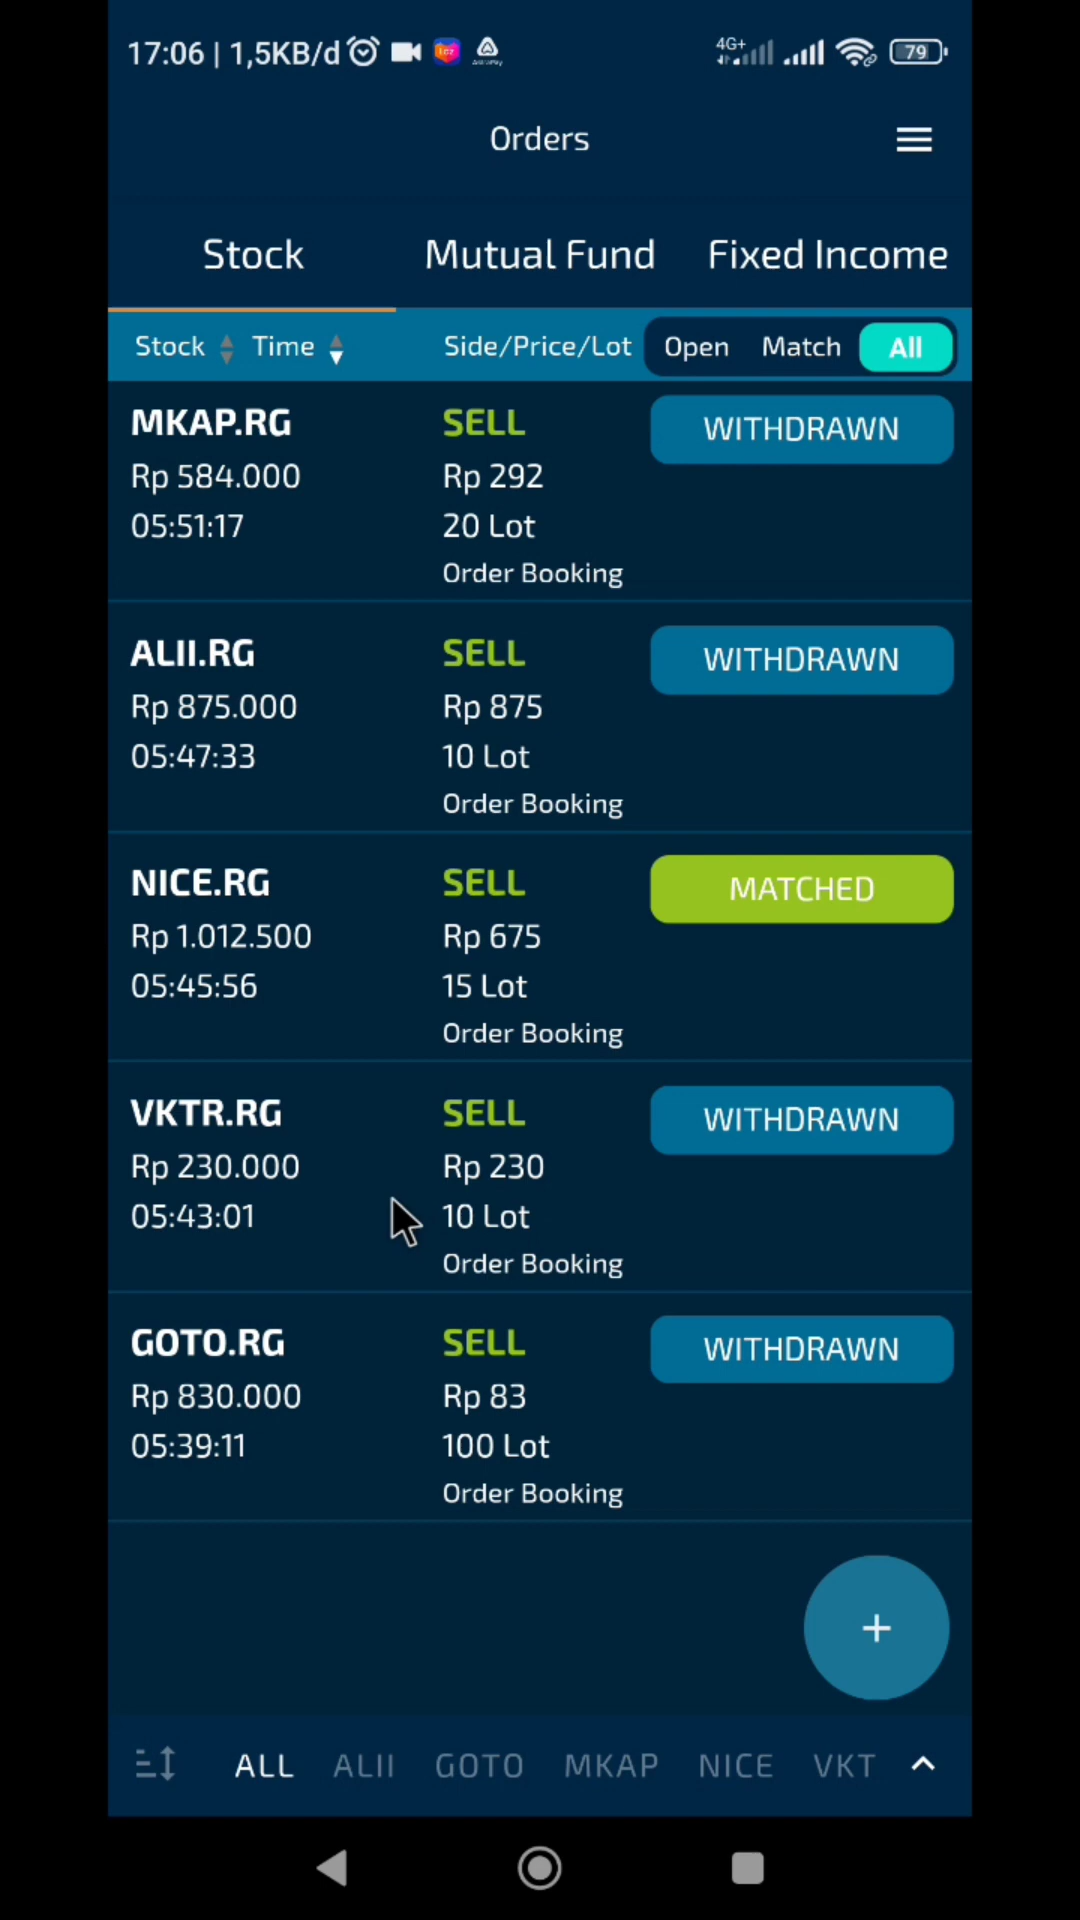 17:06 | 1,5KB/d
4G+
79
Orders
Stock Mutual Fund Fixed Income
Stock Time Side/Price/Lot Open Match All
MKAP.RG SELL WITHDRAWN
Rp 584.000 Rp 292
05:51:17 20 Lot
Order Booking
ALII.RG SELL WITHDRAWN
Rp 875.000 Rp 875
05:47:33 10 Lot
Order Booking
NICE.RG SELL MATCHED
Rp 1.012.500 Rp 675
05:45:56 15 Lot
Order Booking
VKTR.RG SELL WITHDRAWN
Rp 230.000 Rp 230
05:43:01 10 Lot
Order Booking
GOTO.RG SELL WITHDRAWN
Rp 830.000 Rp 83
05:39:11 100 Lot
Order Booking
+
ALL ALII GOTO MKAP NICE VKT